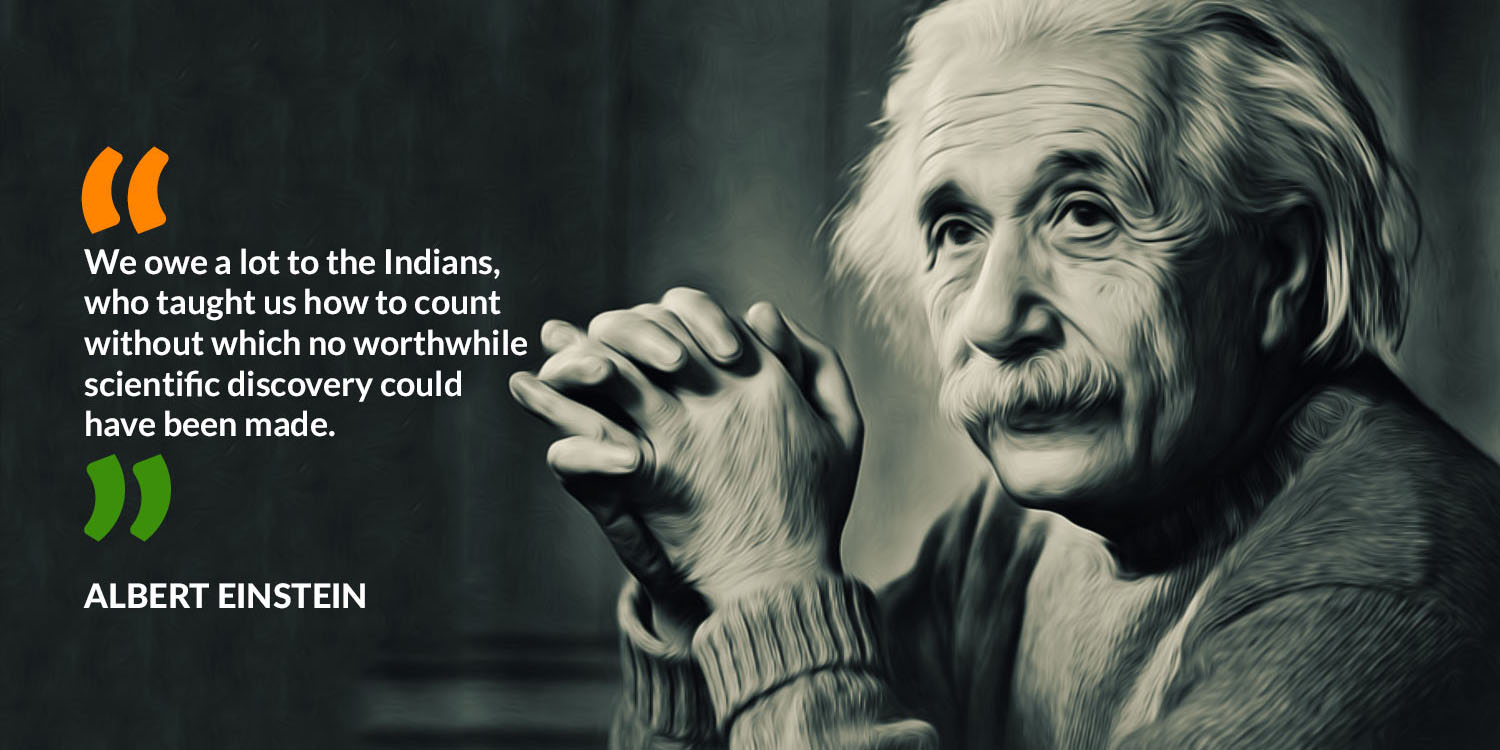 “
We owe a lot to the Indians,
who taught us how to count
without which no worthwhile
scientific discovery could
have been made.
”
ALBERT EINSTEIN